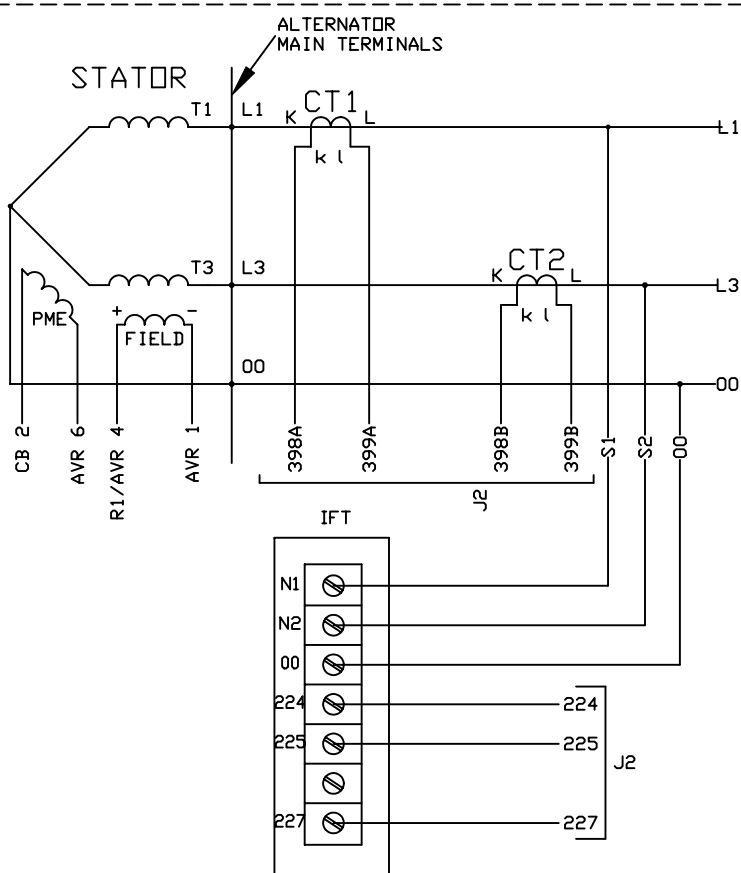 ALTERNATOR
MAIN TERMINALS
STATOR
T1
L1
K
CT1
L
k l
L1
T3
L3
K
CT2
L
k l
L3
PME
+
-
FIELD
00
00
CB 2
AVR 6
R1/AVR 4
AVR 1
398A
399A
398B
399B
S1
S2
00
J2
IFT
N1
N2
00
224
224
225
225
J2
227
227